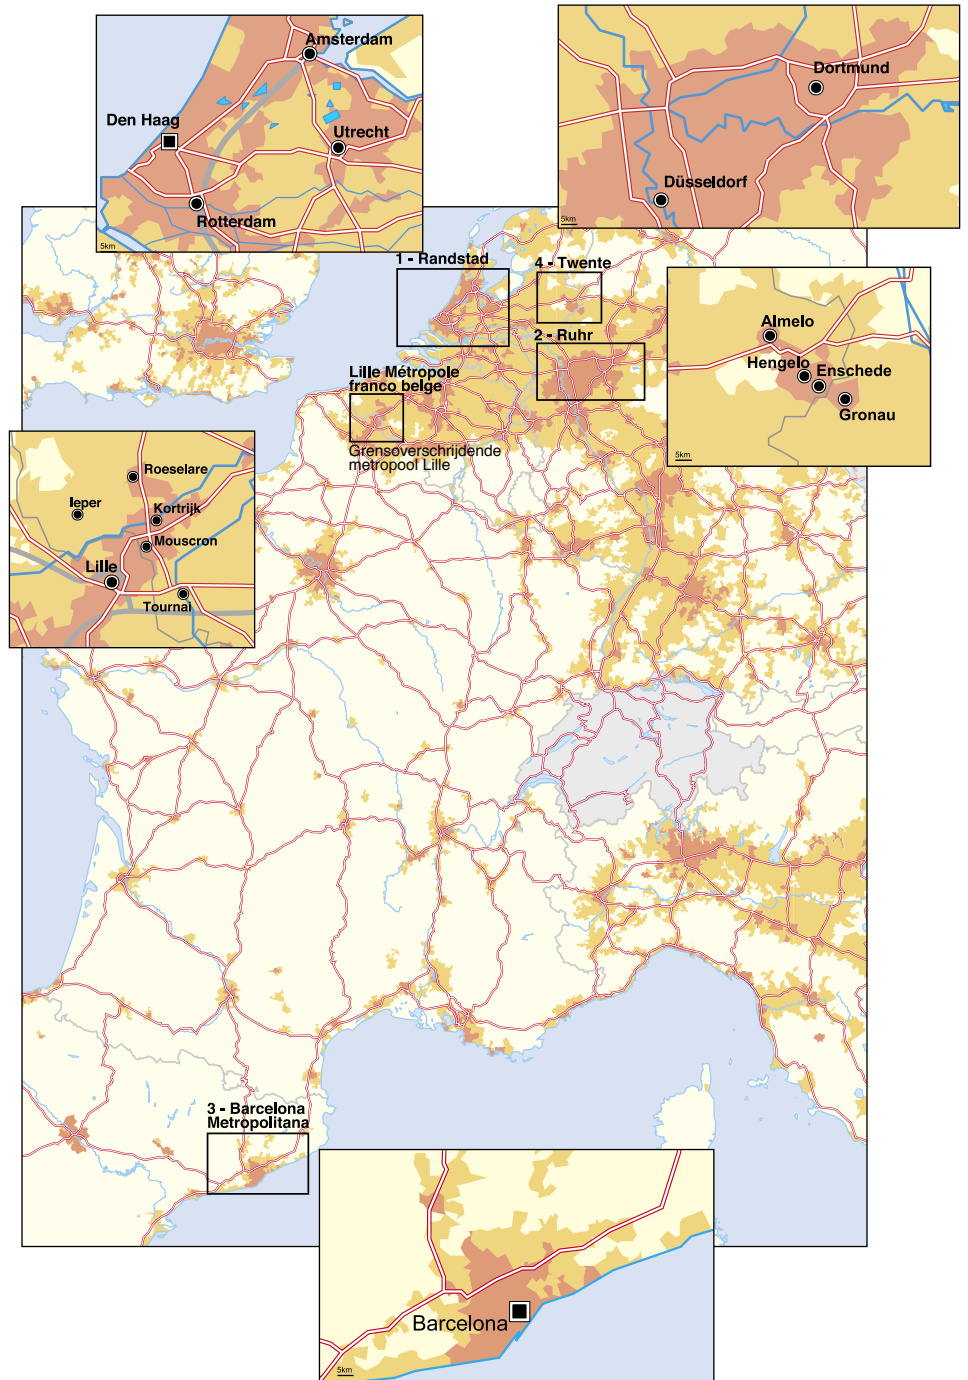 Amsterdam
Den Haag
Utrecht
Rotterdam
5km
Dortmund
Düsseldorf
5km
1 - Randstad
4 - Twente
2 - Ruhr
Lille Métropole
franco belge
Grensoverschrijdende
metropool Lille
Almelo
Hengelo
Enschede
Gronau
5km
Roeselare
Ieper
Kortrijk
Mouscron
Lille
Tournai
3 - Barcelona
Metropolitana
Barcelona
5km